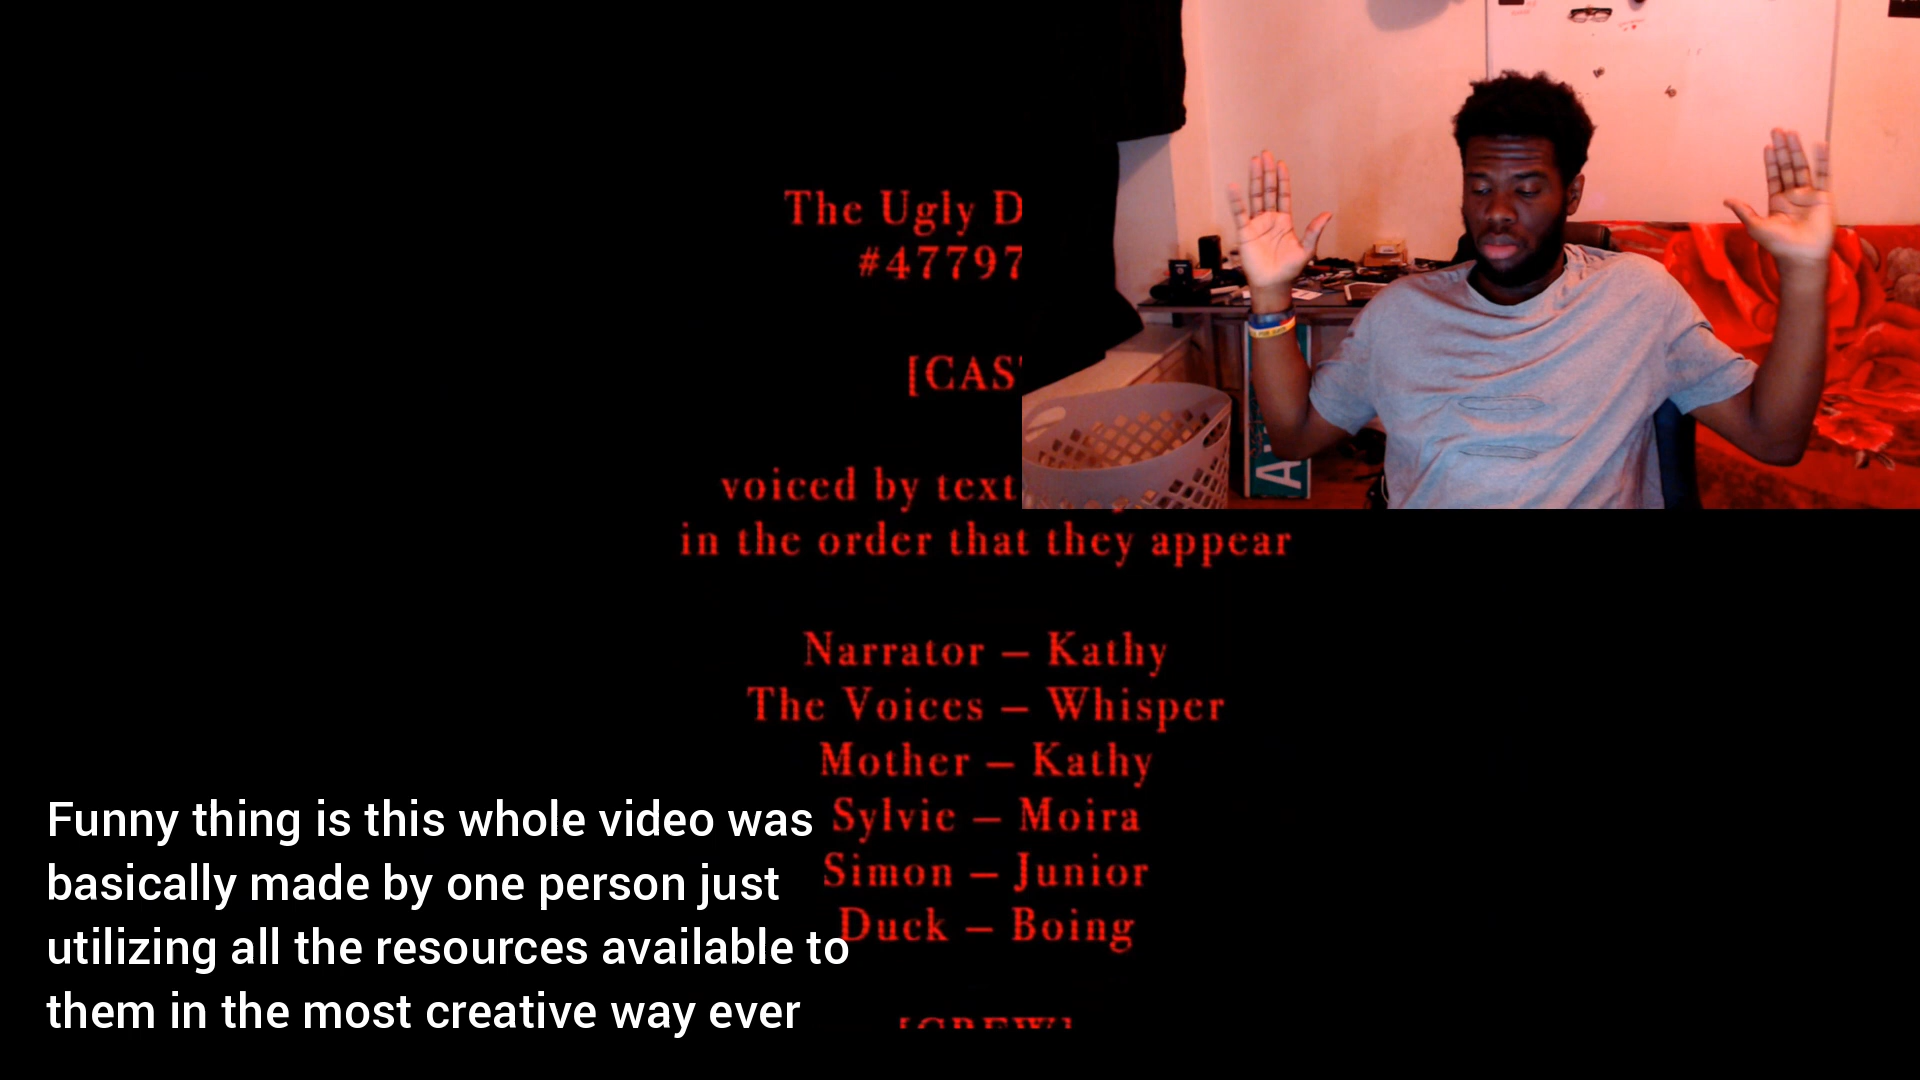 The Ugly D
#47797
[CAS
voiced by text
in the order that they appear
Narrator – Kathy
The Voices – Whisper
Mother – Kathy
Sylvie – Moira
Simon – Junior
Duck – Boing
[CREW]
Funny thing is this whole video was
basically made by one person just
utilizing all the resources available to
them in the most creative way ever